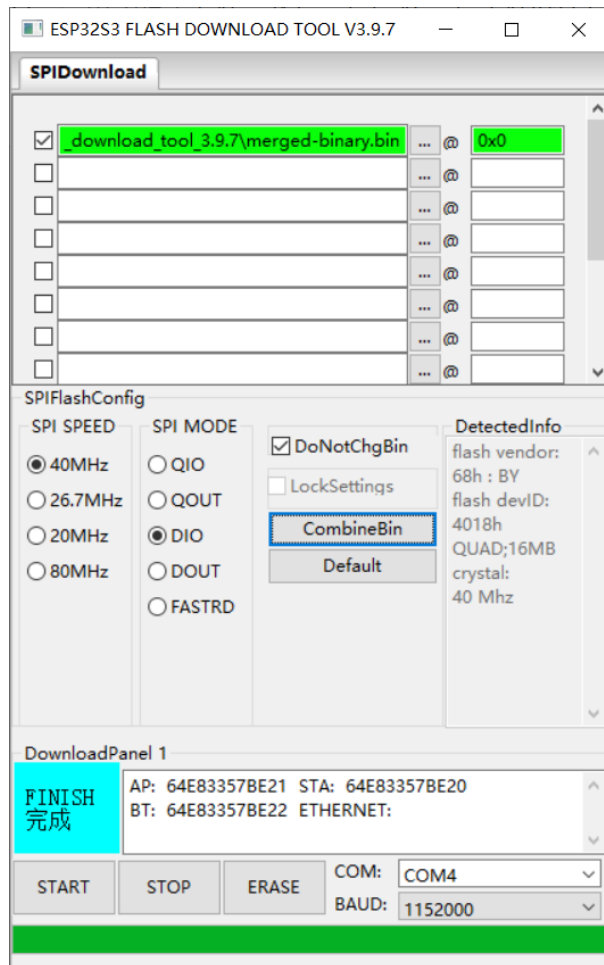 ESP32S3 FLASH DOWNLOAD TOOL V3.9.7
SPIDownload
_download_tool_3.9.7\merged-binary.bin ... @ 0x0
... @
... @
... @
... @
... @
... @
... @
SPIFlashConfig
SPI SPEED
40MHz
26.7MHz
20MHz
80MHz
SPI MODE
QIO
QOUT
DIO
DOUT
FASTRD
DoNotChgBin
LockSettings
CombineBin
Default
DetectedInfo
flash vendor:
68h : BY
flash devID:
4018h
QUAD;16MB
crystal:
40 Mhz
DownloadPanel 1
FINISH
完成
AP: 64E83357BE21 STA: 64E83357BE20
BT: 64E83357BE22 ETHERNET:
START
STOP
ERASE
COM: COM4
BAUD: 1152000